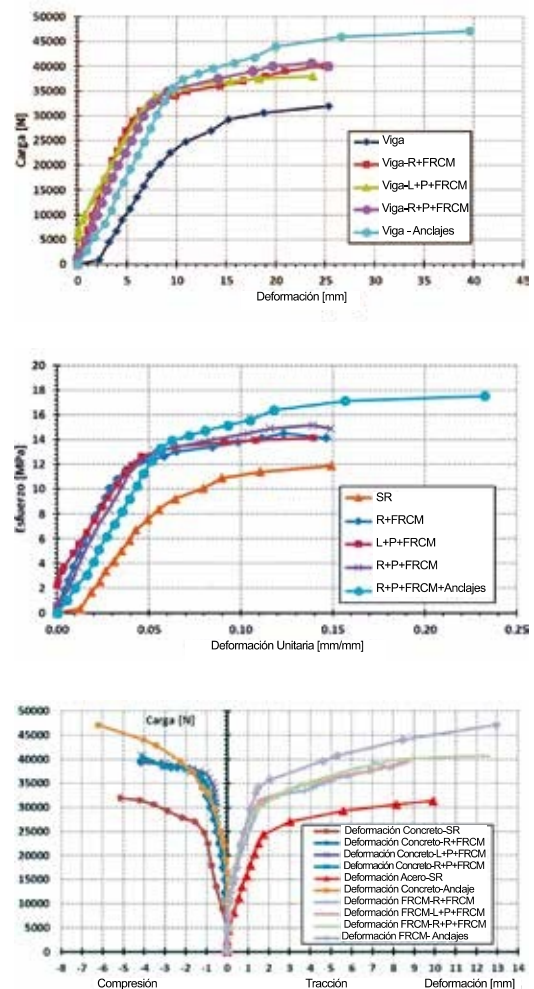 50000
45000
40000
35000
30000
25000
20000
15000
10000
5000
0
Carga [N]
0 5 10 15 20 25 30 35 40 45
Deformación [mm]
Viga
Viga-R+FRCM
Viga-L+P+FRCM
Viga-R+P+FRCM
Viga - Anclajes
20
18
16
14
12
10
8
6
4
2
0
Esfuerzo [MPa]
0.00 0.05 0.10 0.15 0.20 0.25
Deformación Unitaria [mm/mm]
SR
R+FRCM
L+P+FRCM
R+P+FRCM
R+P+FRCM+Anclajes
Carga [N]
50000
45000
40000
35000
30000
25000
20000
15000
10000
5000
0
-8 -7 -6 -5 -4 -3 -2 -1 0 1 2 3 4 5 6 7 8 9 10 11 12 13 14
Compresión Tracción Deformación [mm]
Deformación Concreto-SR
Deformación Concreto-R+FRCM
Deformación Concreto-L+P+FRCM
Deformación Concreto-R+P+FRCM
Deformación Acero-SR
Deformación Concreto-Anclaje
Deformación FRCM-R+FRCM
Deformación FRCM-L+P+FRCM
Deformación FRCM-R+P+FRCM
Deformación FRCM- Anclajes